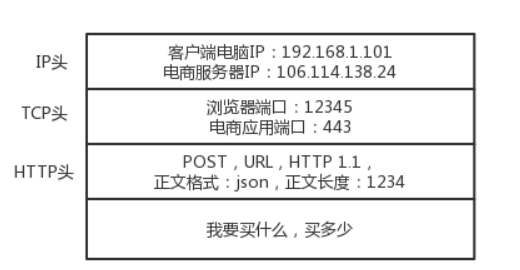 IP头
客户端电脑IP：192.168.1.101
电商服务器IP：106.114.138.24
TCP头
浏览器端口：12345
电商应用端口：443
HTTP头
POST，URL，HTTP 1.1，
正文格式：json，正文长度：1234
我要买什么，买多少